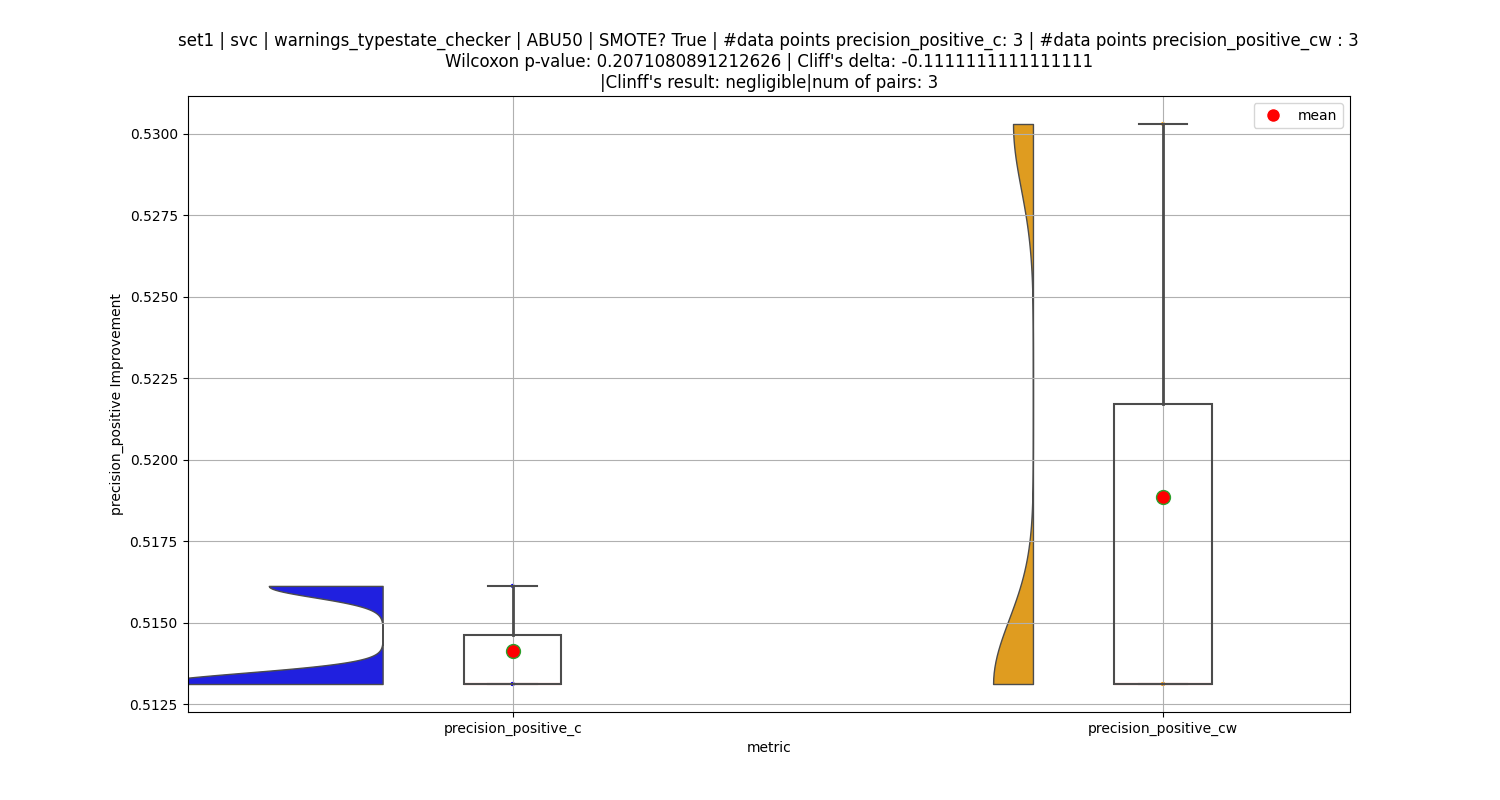 set1 | svc | warnings_typestate_checker | ABU50 | SMOTE? True | #data points precision_positive_c: 3 | #data points precision_positive_cw : 3
Wilcoxon p-value: 0.2071080891212626 | Cliff's delta: -0.1111111111111111
|Clinff's result: negligible|num of pairs: 3
mean
0.5300
0.5275
0.5250
0.5225
0.5200
0.5175
0.5150
0.5125
precision_positive Improvement
precision_positive_c
precision_positive_cw
metric